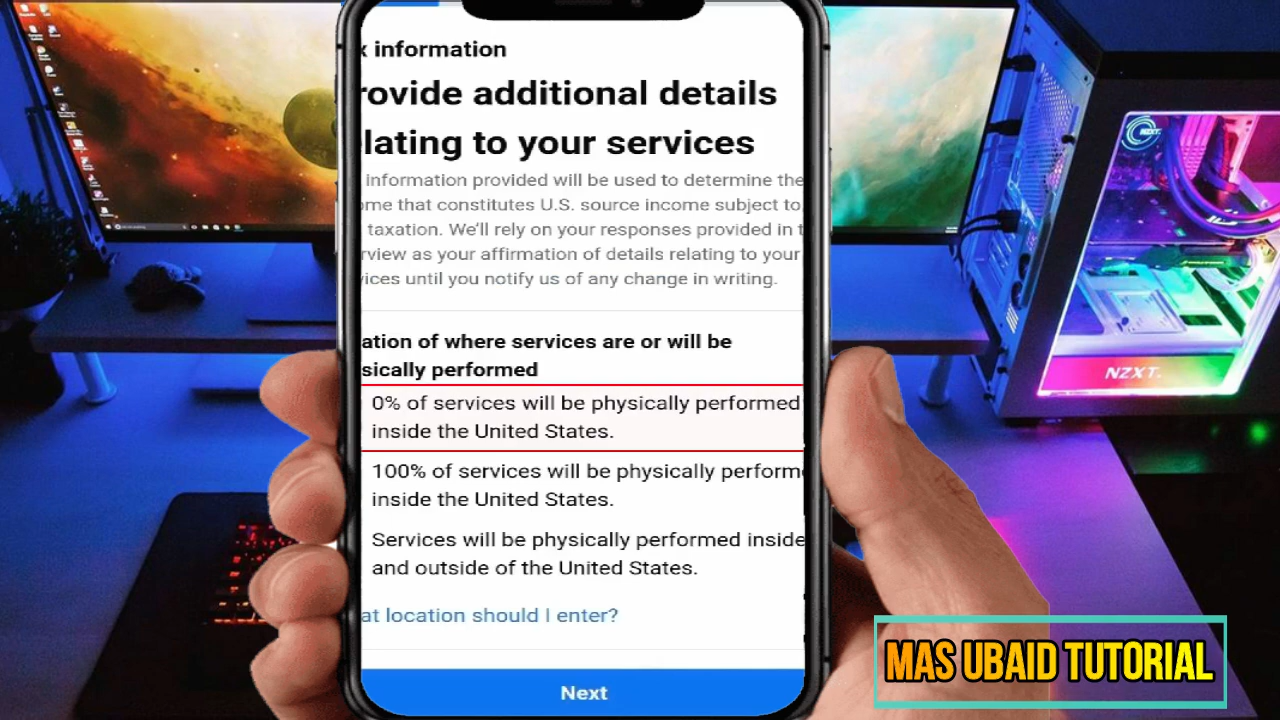 x information
rovide additional details
lating to your services
information provided will be used to determine the
ome that constitutes U.S. source income subject to
taxation. We'll rely on your responses provided in t
rview as your affirmation of details relating to your
ices until you notify us of any change in writing.
ation of where services are or will be
sically performed
0% of services will be physically performed
inside the United States.
100% of services will be physically perform
inside the United States.
Services will be physically performed inside
and outside of the United States.
at location should I enter?
Next
NZXT.
NZXT.
MAS UBAID TUTORIAL